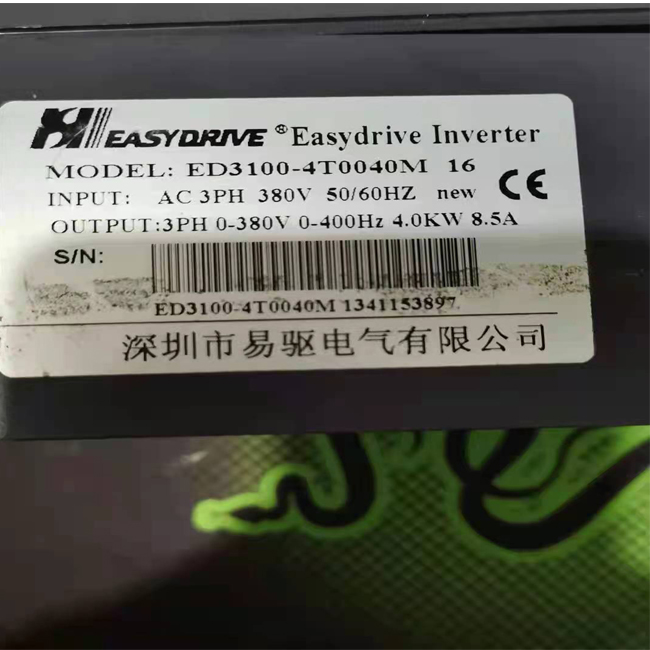 EASYDRIVE ® Easydrive Inverter
MODEL: ED3100-4T0040M 16
INPUT: AC 3PH 380V 50/60HZ new CE
OUTPUT:3PH 0-380V 0-400Hz 4.0KW 8.5A
S/N:
ED3100-4T0040M 1341153897
深圳市易驱电气有限公司